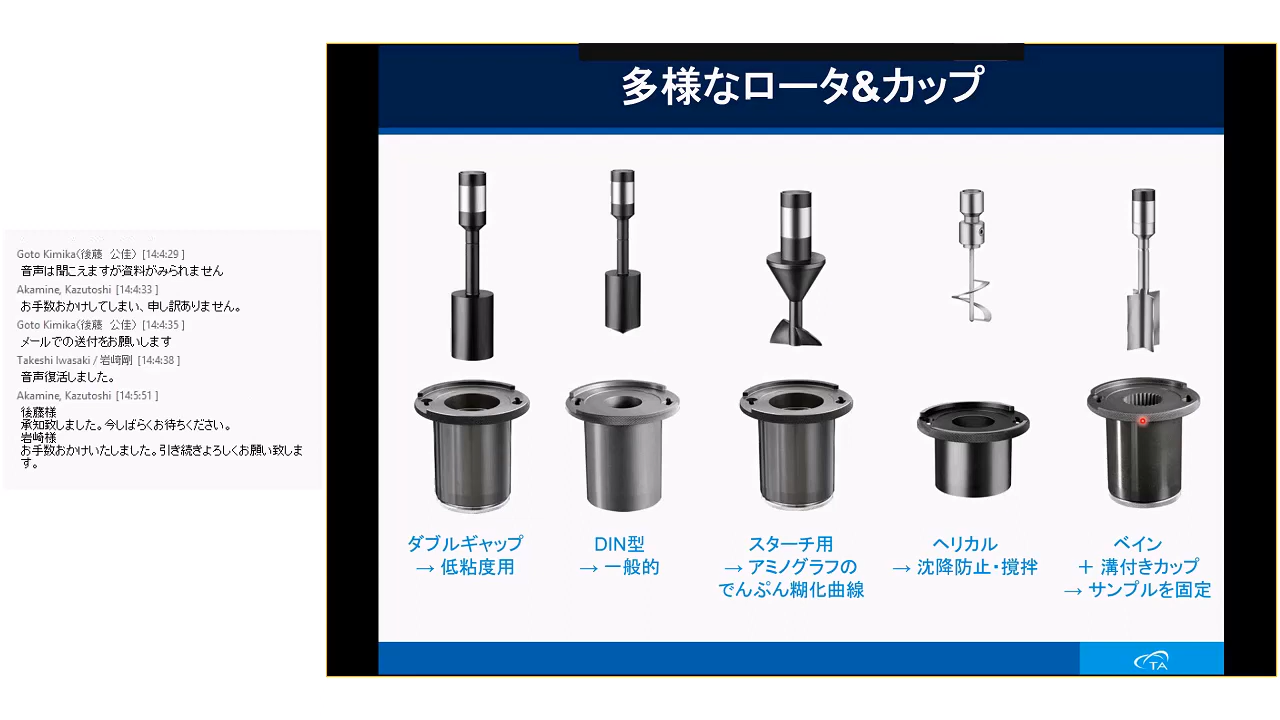 Goto Kimika(後藤 公佳) [14:4:29 ]
音声は聞こえますが資料がみられません
Akamine, Kazutoshi [14:4:33 ]
お手数おかけしてしまい、申し訳ありません。
Goto Kimika(後藤 公佳) [14:4:35 ]
メールでの送付をお願いします
Takeshi Iwasaki / 岩﨑剛 [14:4:38 ]
音声復活しました。
Akamine, Kazutoshi [14:5:51 ]
後藤様
承知致しました。今しばらくお待ちください。
岩崎様
お手数おかけいたしました。引き続きよろしくお願い致しま
す。
多様なロータ&カップ
ダブルギャップ
→ 低粘度用
DIN型
→ 一般的
スターチ用
→ アミノグラフの
でんぷん糊化曲線
ヘリカル
→ 沈降防止・撹拌
ベイン
＋ 溝付きカップ
→ サンプルを固定
TA